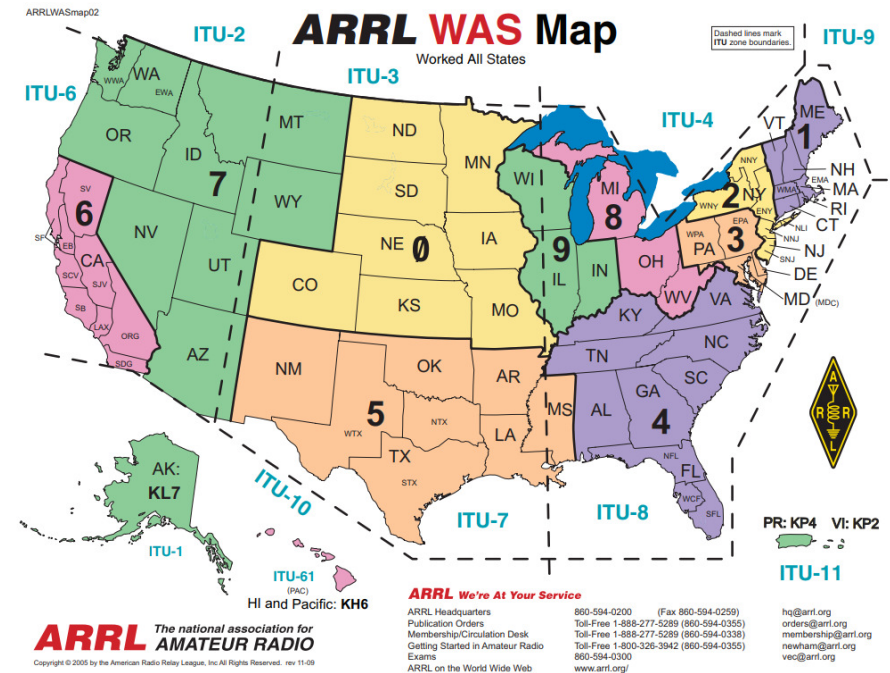 ARRLWASmap02
ARRL WAS Map
Worked All States
Dashed lines mark
ITU zone boundaries.
ITU-2
ITU-3
ITU-4
ITU-9
ITU-6
WWA
WA
EWA
OR
ID
MT
WY
7
NV
UT
AZ
6
SV
SF
EB
CA
SCV
SJV
SB
LAX
ORG
SDG
ND
SD
NE
0
MN
IA
CO
KS
MO
NM
OK
AR
5
WTX
NTX
TX
STX
LA
MS
WI
9
IL
IN
MI
8
OH
WV
KY
VA
TN
NC
SC
AL
GA
4
NFL
FL
WCF
SFL
NNY
2
NY
WNY
ENY
NLI
NNJ
NJ
SNJ
WPA
EPA
PA
3
DE
MD (MDC)
VT
ME
1
NH
EMA
MA
WMA
RI
CT
A
R R
L
AK:
KL7
ITU-1
ITU-10
ITU-7
ITU-8
ITU-61
(PAC)
HI and Pacific: KH6
PR: KP4 VI: KP2
ITU-11
ARRL The national association for
AMATEUR RADIO
Copyright © 2005 by the American Radio Relay League, Inc All Rights Reserved. rev 11-09
ARRL We're At Your Service
ARRL Headquarters 860-594-0200 (Fax 860-594-0259) hq@arrl.org
Publication Orders Toll-Free 1-888-277-5289 (860-594-0355) orders@arrl.org
Membership/Circulation Desk Toll-Free 1-888-277-5289 (860-594-0338) membership@arrl.org
Getting Started in Amateur Radio Toll-Free 1-800-326-3942 (860-594-0355) newham@arrl.org
Exams 860-594-0300 vec@arrl.org
ARRL on the World Wide Web www.arrl.org/